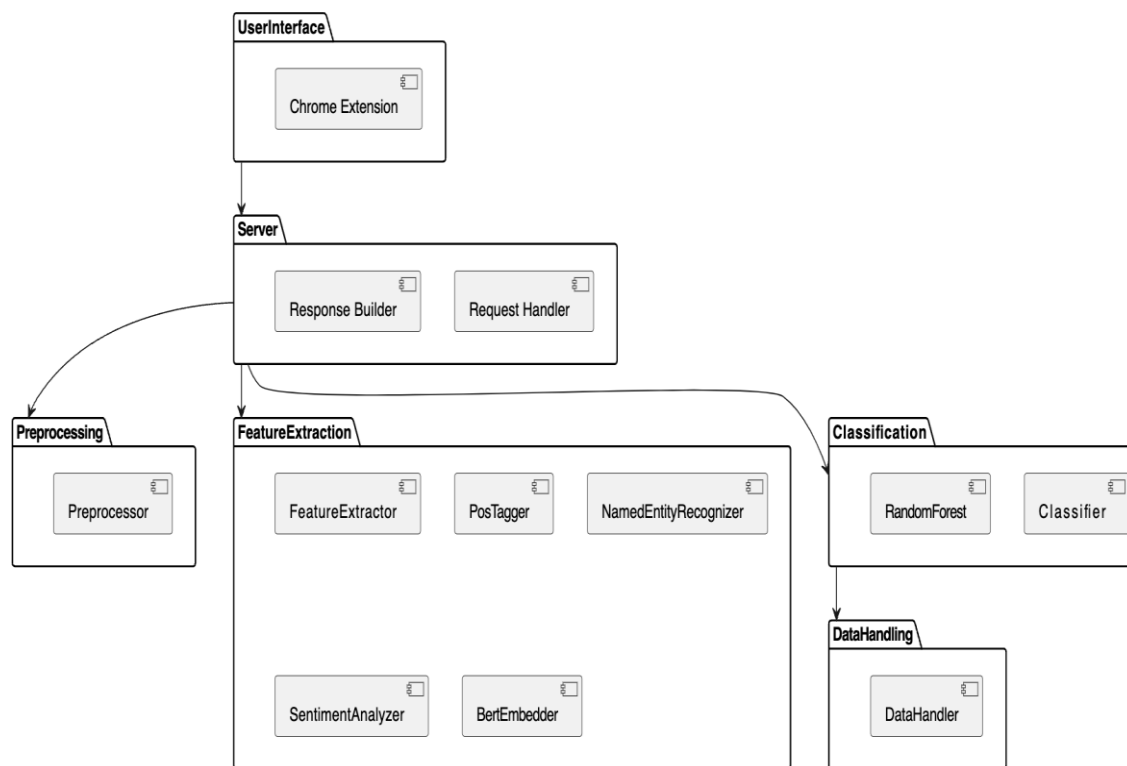 UserInterface
Chrome Extension
Server
Response Builder
Request Handler
Preprocessing
Preprocessor
FeatureExtraction
FeatureExtractor
PosTagger
NamedEntityRecognizer
SentimentAnalyzer
BertEmbedder
Classification
RandomForest
Classifier
DataHandling
DataHandler